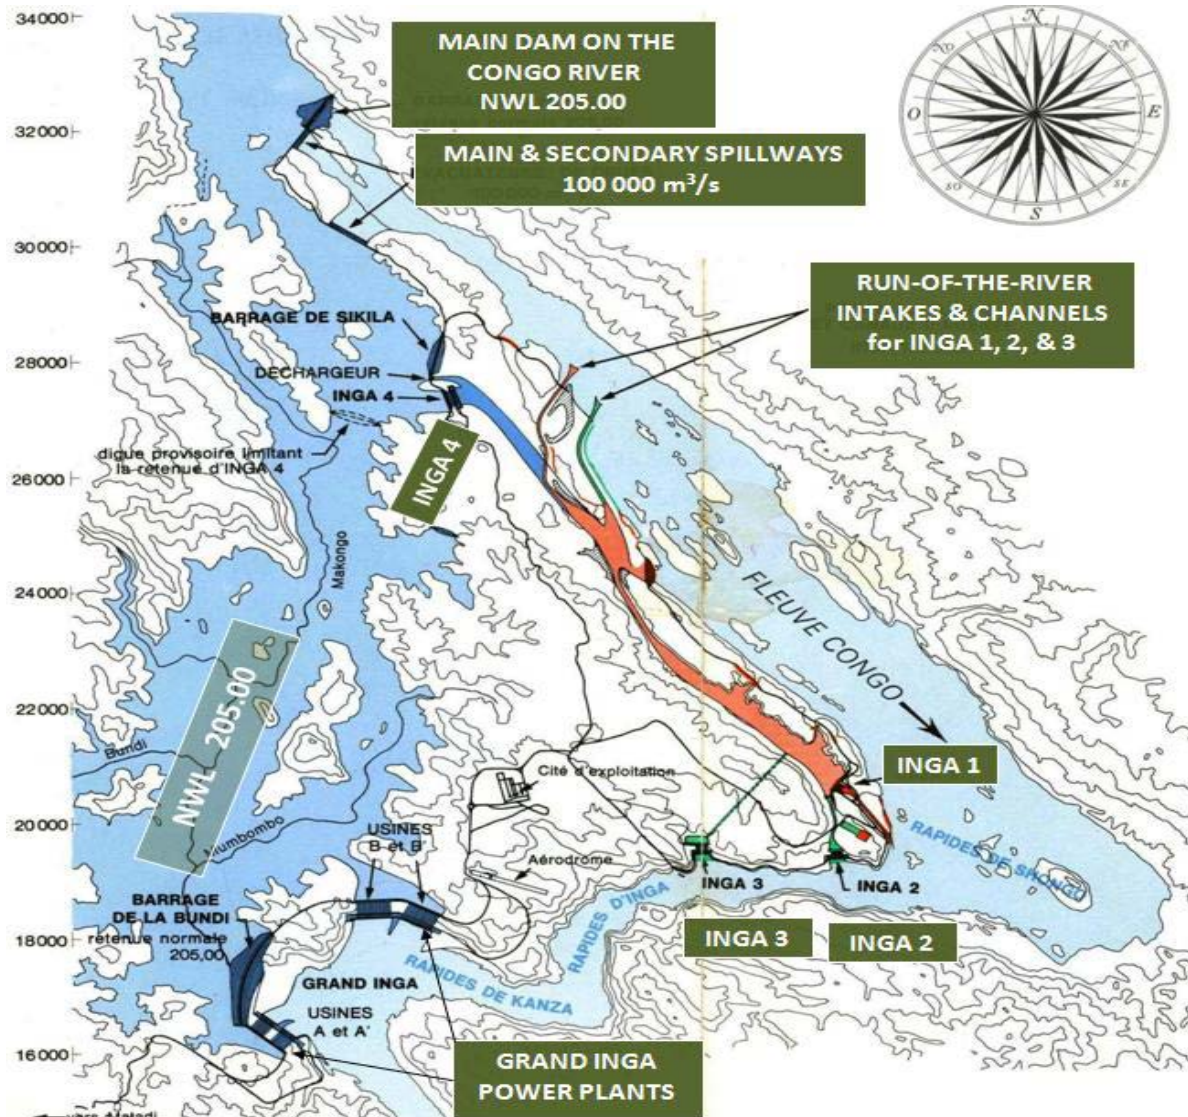 34000
MAIN DAM ON THE
CONGO RIVER
NWL 205.00
N
NO
NE
O
E
SO
SE
S
32000
MAIN & SECONDARY SPILLWAYS
100 000 m³/s
30000
RUN-OF-THE-RIVER
INTAKES & CHANNELS
for INGA 1, 2, & 3
BARRAGE DE SIKILA
28000
DECHARGEUR
INGA 4
digue provisoire limitant
la retenue d'INGA 4
INGA 4
26000
Makongo
24000
FLEUVE CONGO
NWL 205.00
22000
Bundi
INGA 1
Cité d'exploitation
20000
USINES
B et B'
RAPIDES DE SHONGO
Aérodrome
INGA 3
INGA 2
BARRAGE
DE LA BUNDI
retenue normale
205,00
18000
RAPIDES D'INGA
INGA 3
INGA 2
RAPIDES DE KANZA
GRAND INGA
USINES
A et A'
16000
GRAND INGA
POWER PLANTS